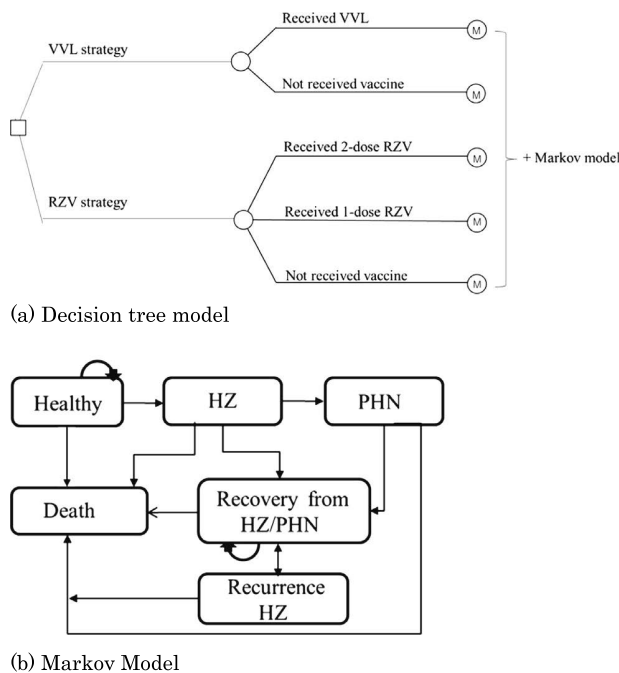 Received VVL
VVL strategy
M
Not received vaccine
M
Received 2-dose RZV
M
+ Markov model
RZV strategy
Received 1-dose RZV
M
Not received vaccine
M
(a) Decision tree model
Healthy
HZ
PHN
Death
Recovery from
HZ/PHN
Recurrence
HZ
(b) Markov Model